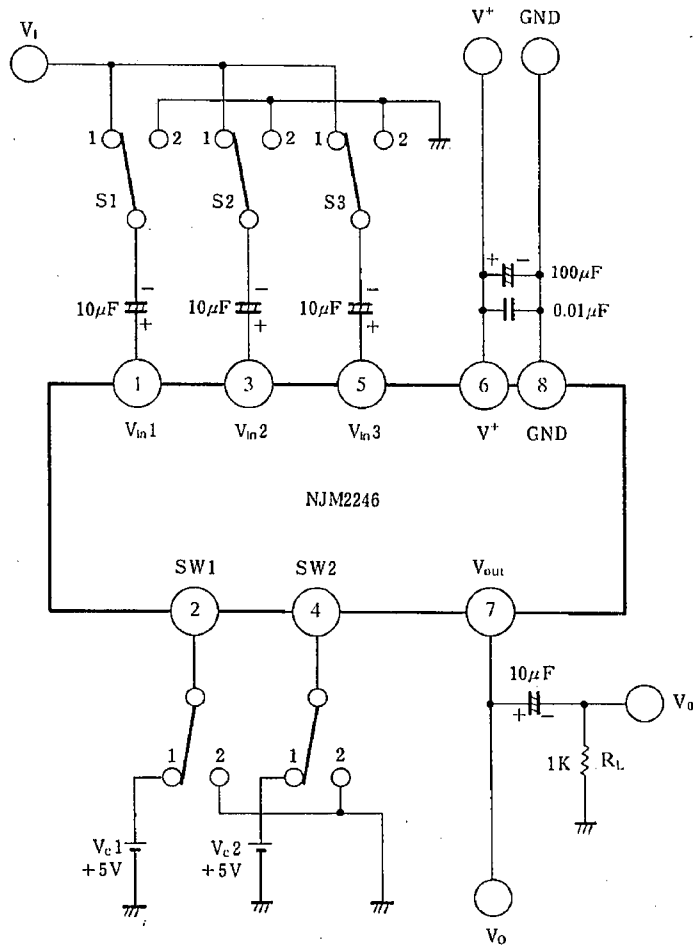 V₁ V⁺ GND
1 2 1 2 1 2
S1 S2 S3
− − − + − 100μF
10μF 10μF 10μF 0.01μF
+ + +
1 3 5 6 8
Vin1 Vin2 Vin3 V⁺ GND
NJM2246
SW1 SW2 Vout
2 4 7
10μF
+ − V₀
1 2 1 2
1K RL
Vc1 Vc2
+5V +5V
VO